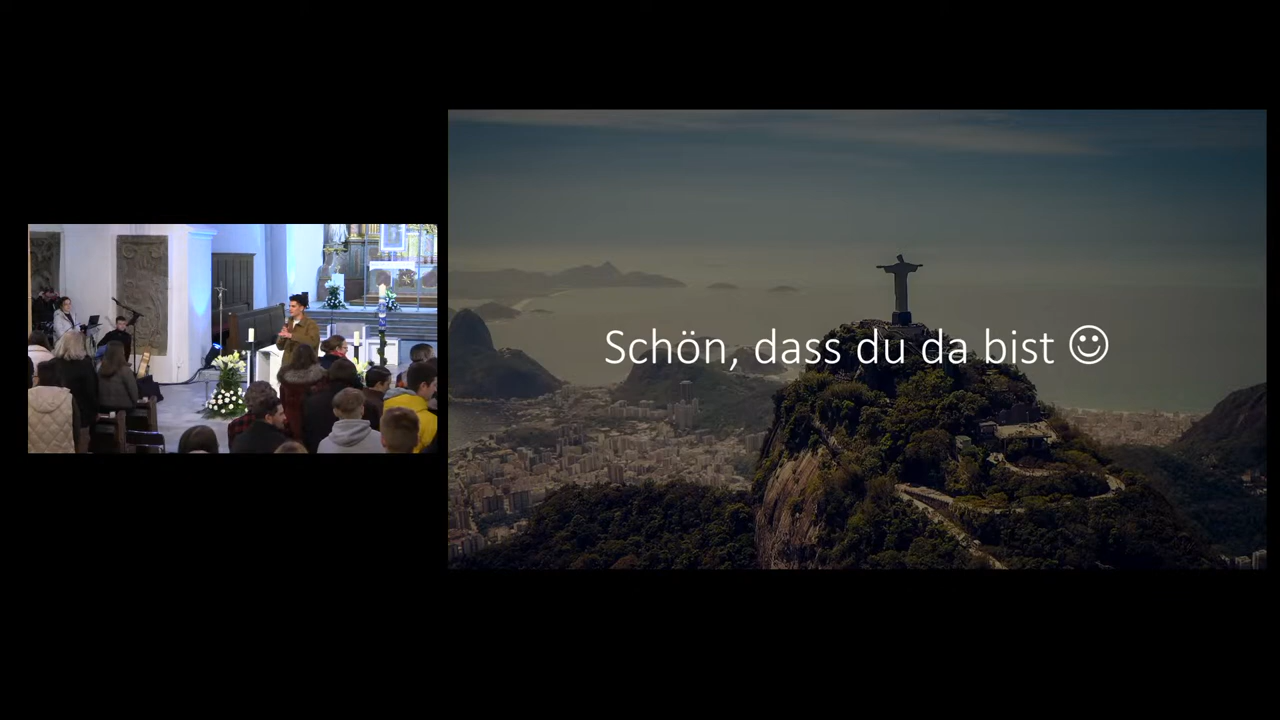 Schön, dass du da bist ☺